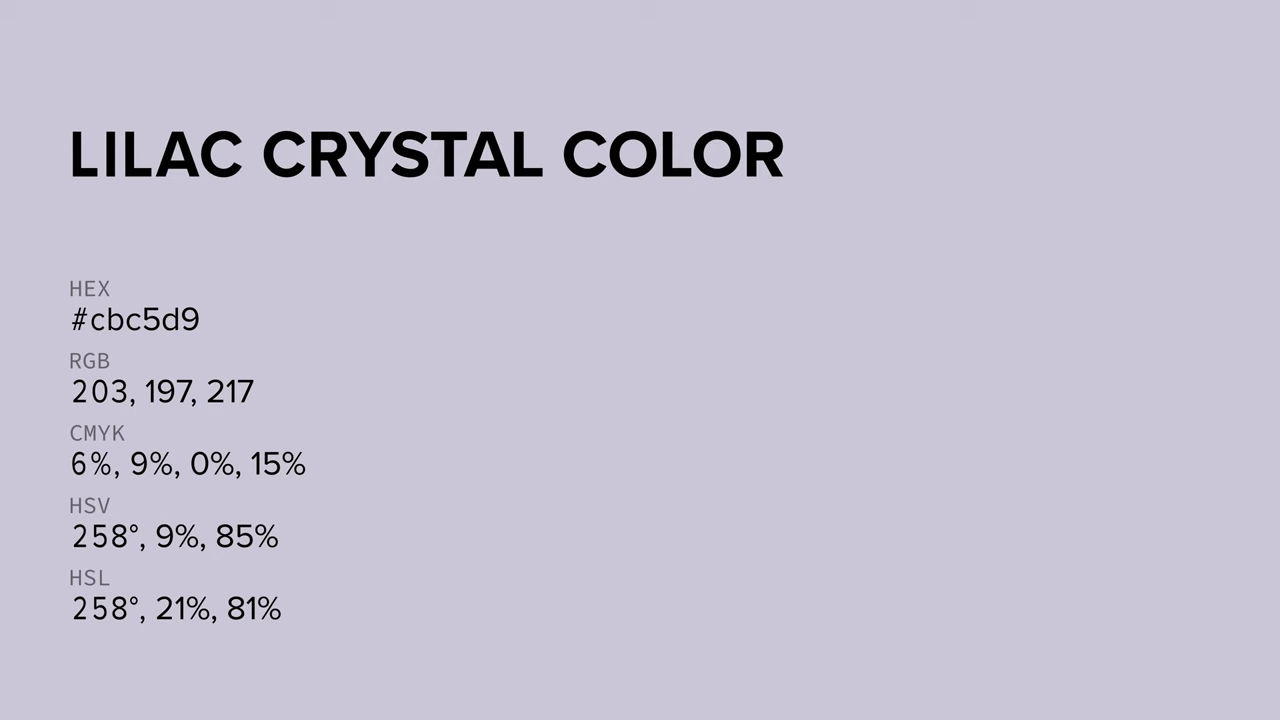 LILAC CRYSTAL COLOR
HEX
#cbc5d9
RGB
203, 197, 217
CMYK
6%, 9%, 0%, 15%
HSV
258°, 9%, 85%
HSL
258°, 21%, 81%